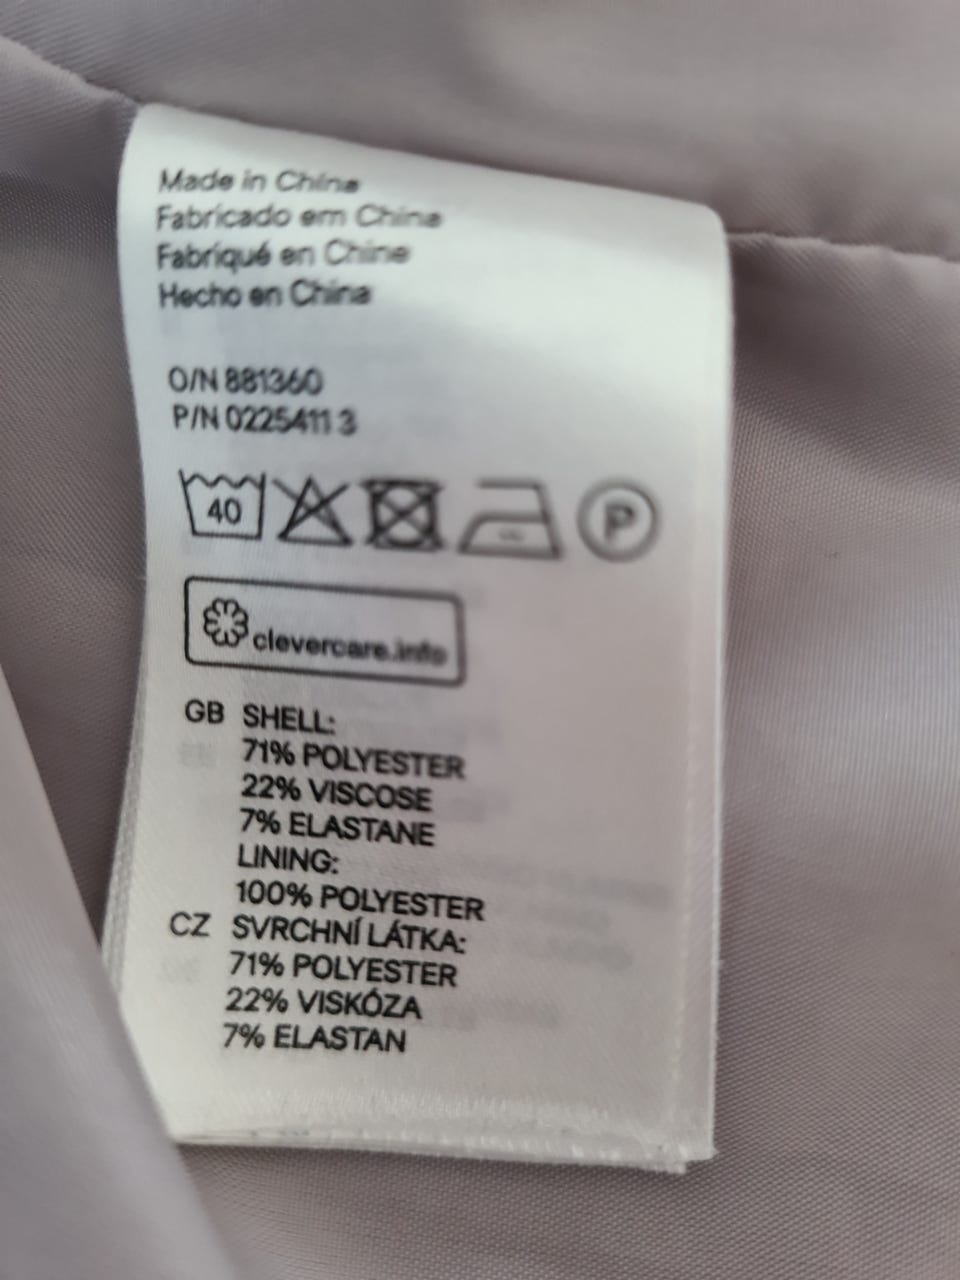 Made in China
Fabricado em China
Fabriqué en Chine
Hecho en China
O/N 881360
P/N 0225411 3
40
P
clevercare.info
GB SHELL:
71% POLYESTER
22% VISCOSE
7% ELASTANE
LINING:
100% POLYESTER
CZ SVRCHNÍ LÁTKA:
71% POLYESTER
22% VISKÓZA
7% ELASTAN